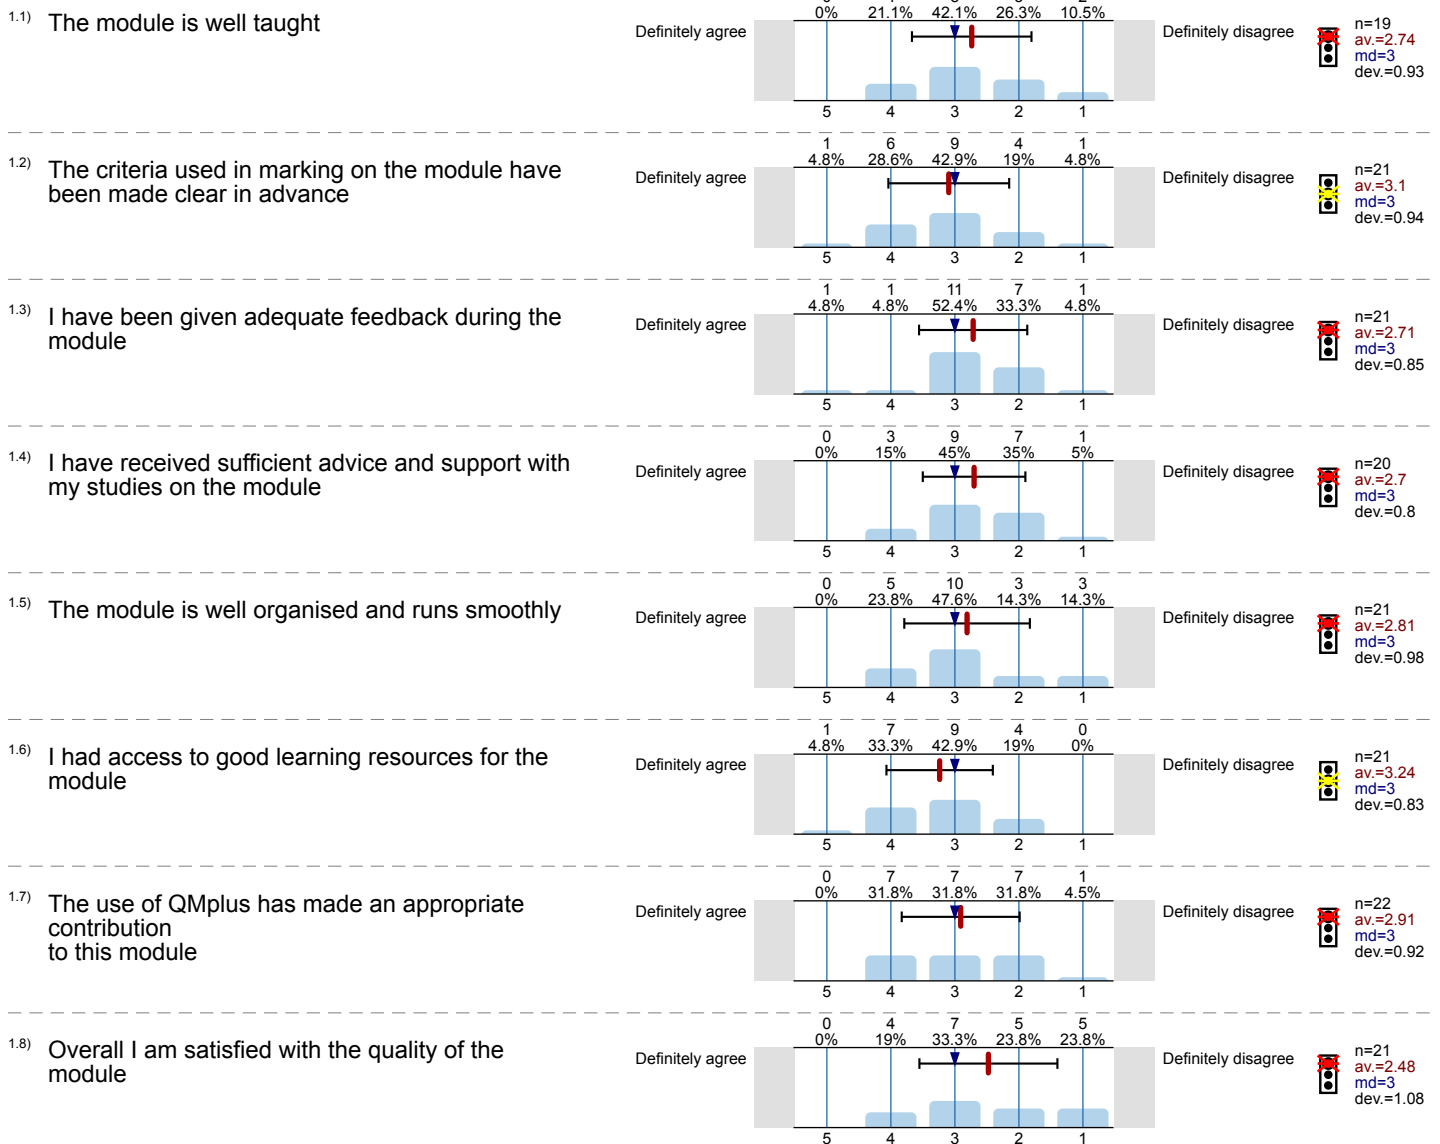 0% 21.1% 42.1% 26.3% 10.5%
1.1) The module is well taught
Definitely agree
Definitely disagree
n=19
av.=2.74
md=3
dev.=0.93
5 4 3 2 1
1 6 9 4 1
4.8% 28.6% 42.9% 19% 4.8%
1.2) The criteria used in marking on the module have
been made clear in advance
Definitely agree
Definitely disagree
n=21
av.=3.1
md=3
dev.=0.94
5 4 3 2 1
1 1 11 7 1
4.8% 4.8% 52.4% 33.3% 4.8%
1.3) I have been given adequate feedback during the
module
Definitely agree
Definitely disagree
n=21
av.=2.71
md=3
dev.=0.85
5 4 3 2 1
0 3 9 7 1
0% 15% 45% 35% 5%
1.4) I have received sufficient advice and support with
my studies on the module
Definitely agree
Definitely disagree
n=20
av.=2.7
md=3
dev.=0.8
5 4 3 2 1
0 5 10 3 3
0% 23.8% 47.6% 14.3% 14.3%
1.5) The module is well organised and runs smoothly
Definitely agree
Definitely disagree
n=21
av.=2.81
md=3
dev.=0.98
5 4 3 2 1
1 7 9 4 0
4.8% 33.3% 42.9% 19% 0%
1.6) I had access to good learning resources for the
module
Definitely agree
Definitely disagree
n=21
av.=3.24
md=3
dev.=0.83
5 4 3 2 1
0 7 7 7 1
0% 31.8% 31.8% 31.8% 4.5%
1.7) The use of QMplus has made an appropriate
contribution
to this module
Definitely agree
Definitely disagree
n=22
av.=2.91
md=3
dev.=0.92
5 4 3 2 1
0 4 7 5 5
0% 19% 33.3% 23.8% 23.8%
1.8) Overall I am satisfied with the quality of the
module
Definitely agree
Definitely disagree
n=21
av.=2.48
md=3
dev.=1.08
5 4 3 2 1